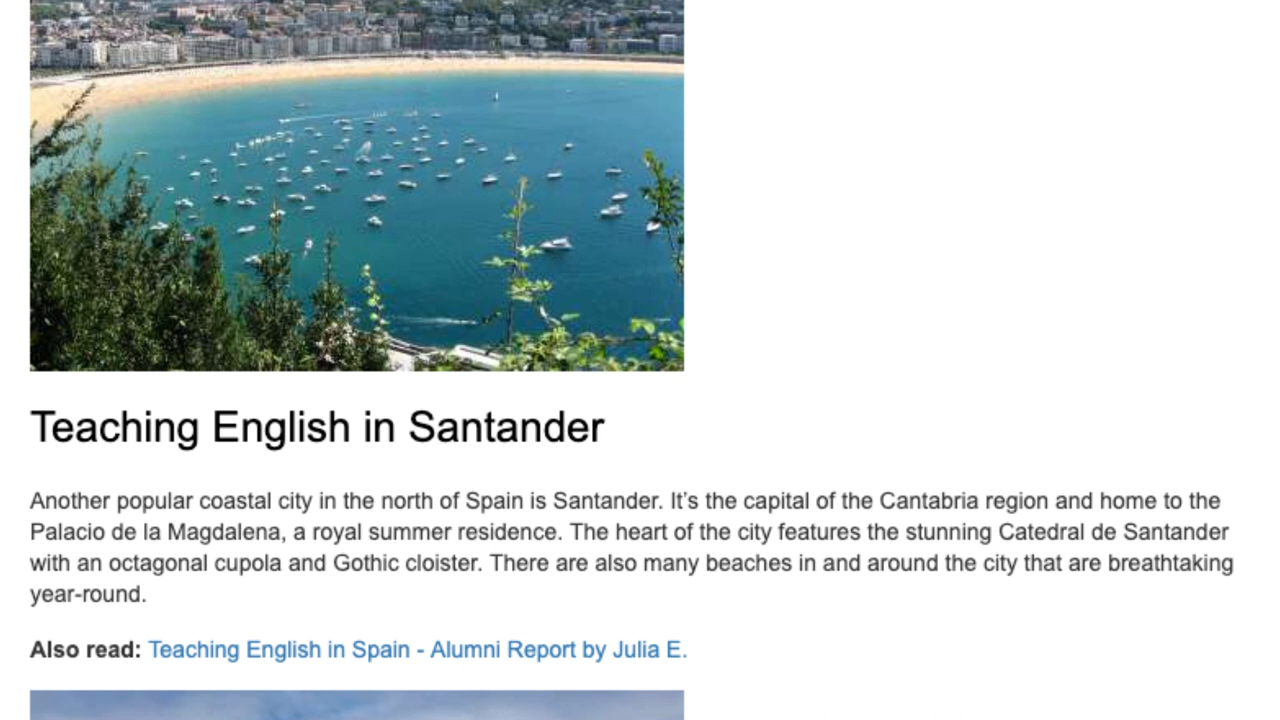 Teaching English in Santander
Another popular coastal city in the north of Spain is Santander. It’s the capital of the Cantabria region and home to the
Palacio de la Magdalena, a royal summer residence. The heart of the city features the stunning Catedral de Santander
with an octagonal cupola and Gothic cloister. There are also many beaches in and around the city that are breathtaking
year-round.
Also read: Teaching English in Spain - Alumni Report by Julia E.